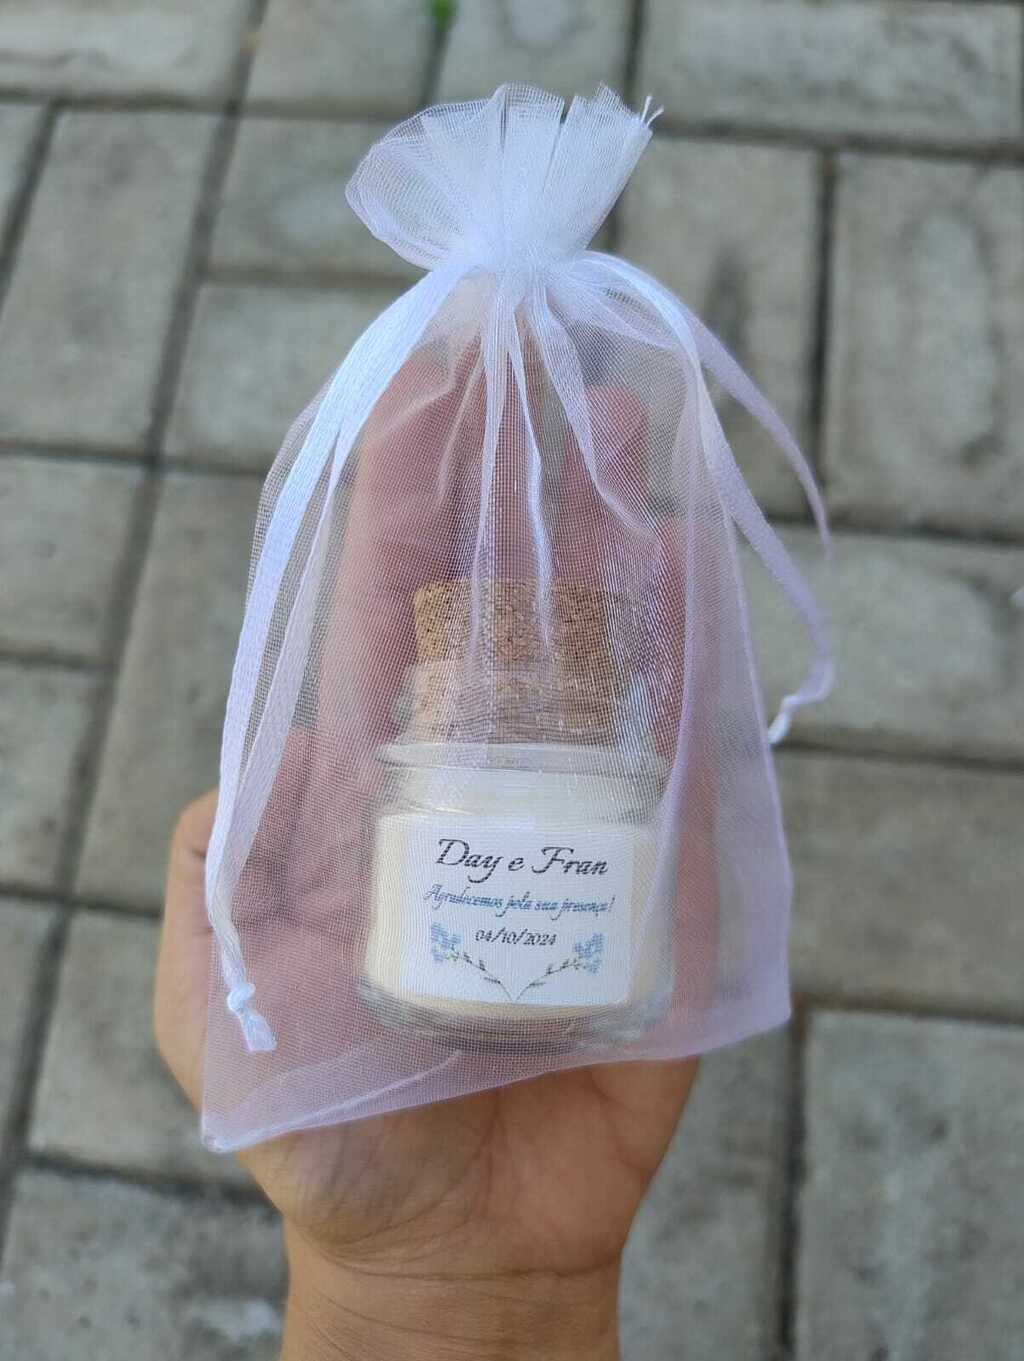 Day e Fran
Agradecemos pela sua presença!
04/10/2024